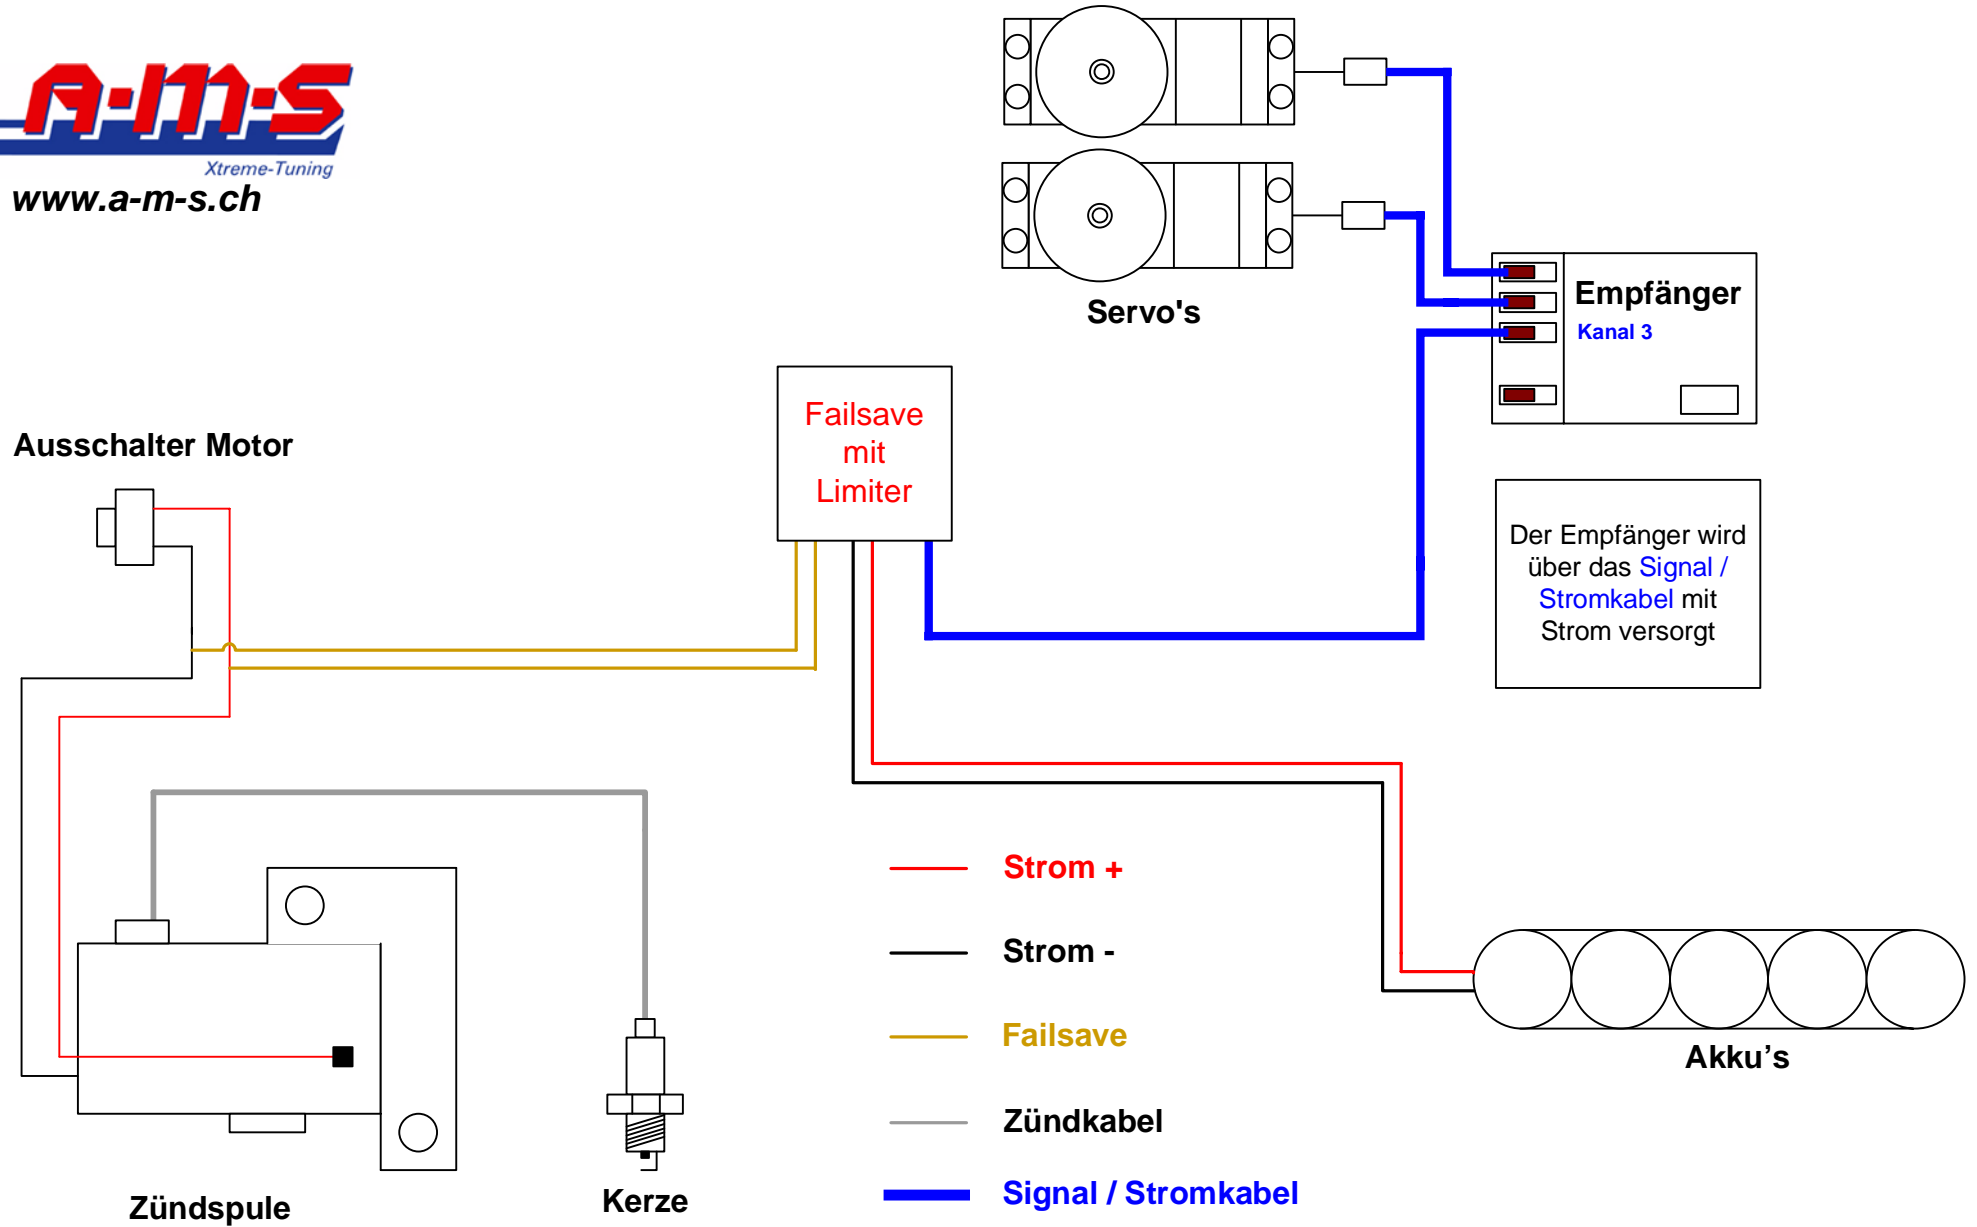 A·M·S
Xtreme-Tuning
www.a-m-s.ch
Servo's
Empfänger
Kanal 3
Failsave
mit
Limiter
Ausschalter Motor
Der Empfänger wird
über das Signal /
Stromkabel mit
Strom versorgt
Strom +
Strom -
Failsave
Zündkabel
Signal / Stromkabel
Akku’s
Zündspule
Kerze